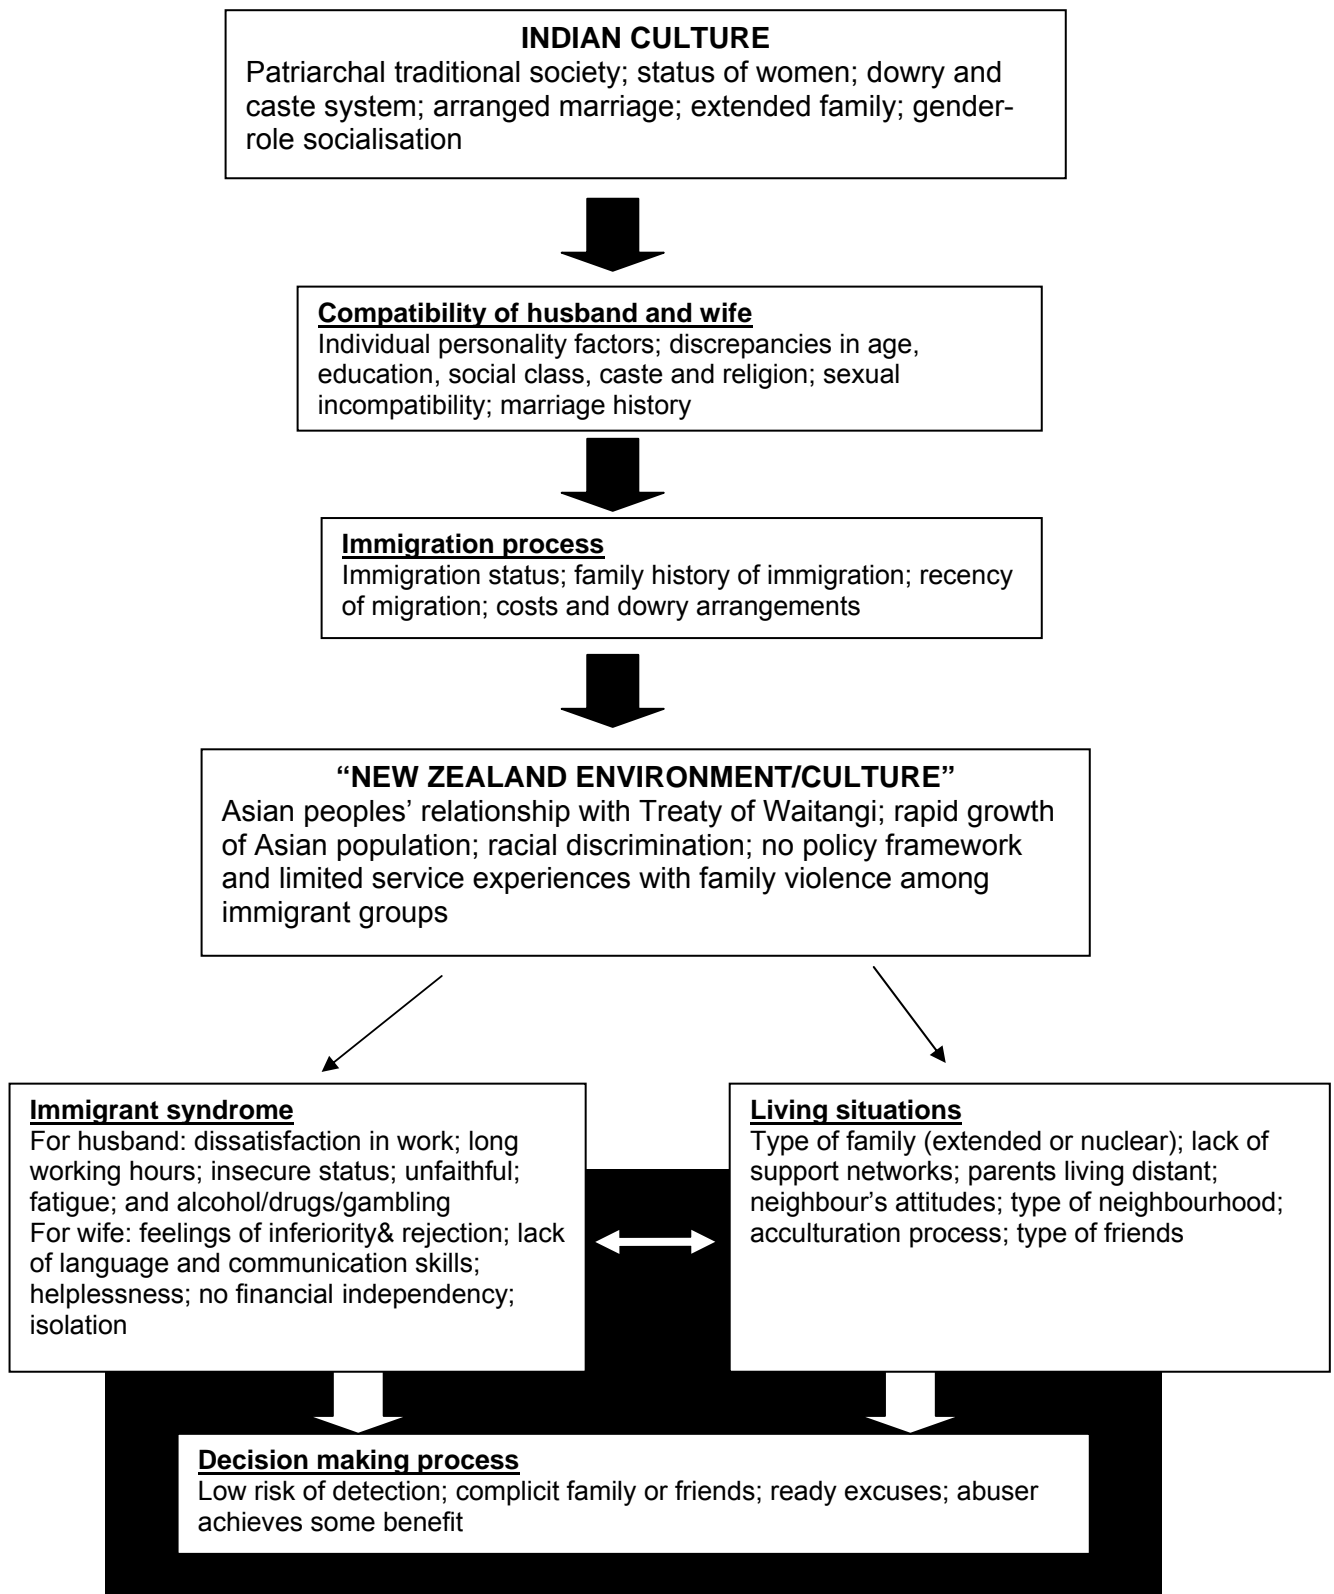 INDIAN CULTURE
Patriarchal traditional society; status of women; dowry and
caste system; arranged marriage; extended family; gender-
role socialisation
Compatibility of husband and wife
Individual personality factors; discrepancies in age,
education, social class, caste and religion; sexual
incompatibility; marriage history
Immigration process
Immigration status; family history of immigration; recency
of migration; costs and dowry arrangements
“NEW ZEALAND ENVIRONMENT/CULTURE”
Asian peoples’ relationship with Treaty of Waitangi; rapid growth
of Asian population; racial discrimination; no policy framework
and limited service experiences with family violence among
immigrant groups
Immigrant syndrome
For husband: dissatisfaction in work; long
working hours; insecure status; unfaithful;
fatigue; and alcohol/drugs/gambling
For wife: feelings of inferiority& rejection; lack
of language and communication skills;
helplessness; no financial independency;
isolation
Living situations
Type of family (extended or nuclear); lack of
support networks; parents living distant;
neighbour’s attitudes; type of neighbourhood;
acculturation process; type of friends
Decision making process
Low risk of detection; complicit family or friends; ready excuses; abuser
achieves some benefit